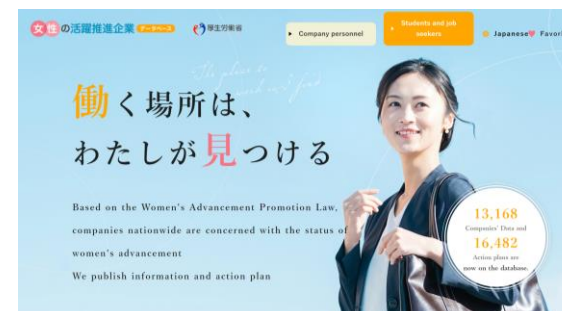 女性の活躍推進企業データベース
厚生労働省
Company personnel
Students and job
seekers
Japanese
Favor
働く場所は、
わたしが見つける
Based on the Women's Advancement Promotion Law,
companies nationwide are concerned with the status of
women's advancement
We publish information and action plan
13,168
Companies' Data and
16,482
Action plans are
now on the database.